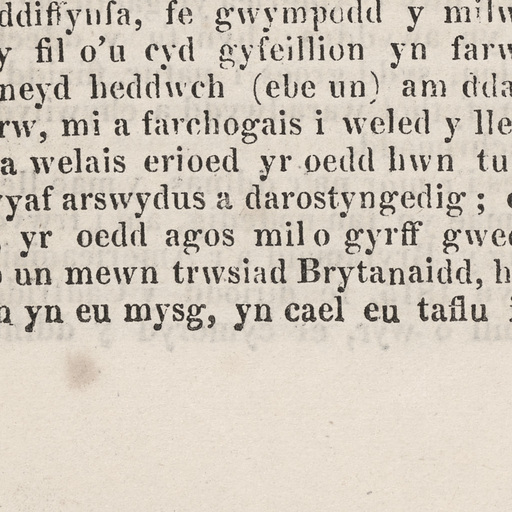 ddiffynfa, fe gwympodd y milw
y fil o'u cyd gyfeillion yn farw
neyd heddwch (ebe un) am dda
rw, mi a farchogais i weled y lle
a welais erioed yr oedd hwn tu
yaf arswydus a darostyngedig ;
yr oedd agos mil o gyrff gwe
un mewn trwsiad Brytanaidd, h
n yn eu mysg, yn cael eu taflu i